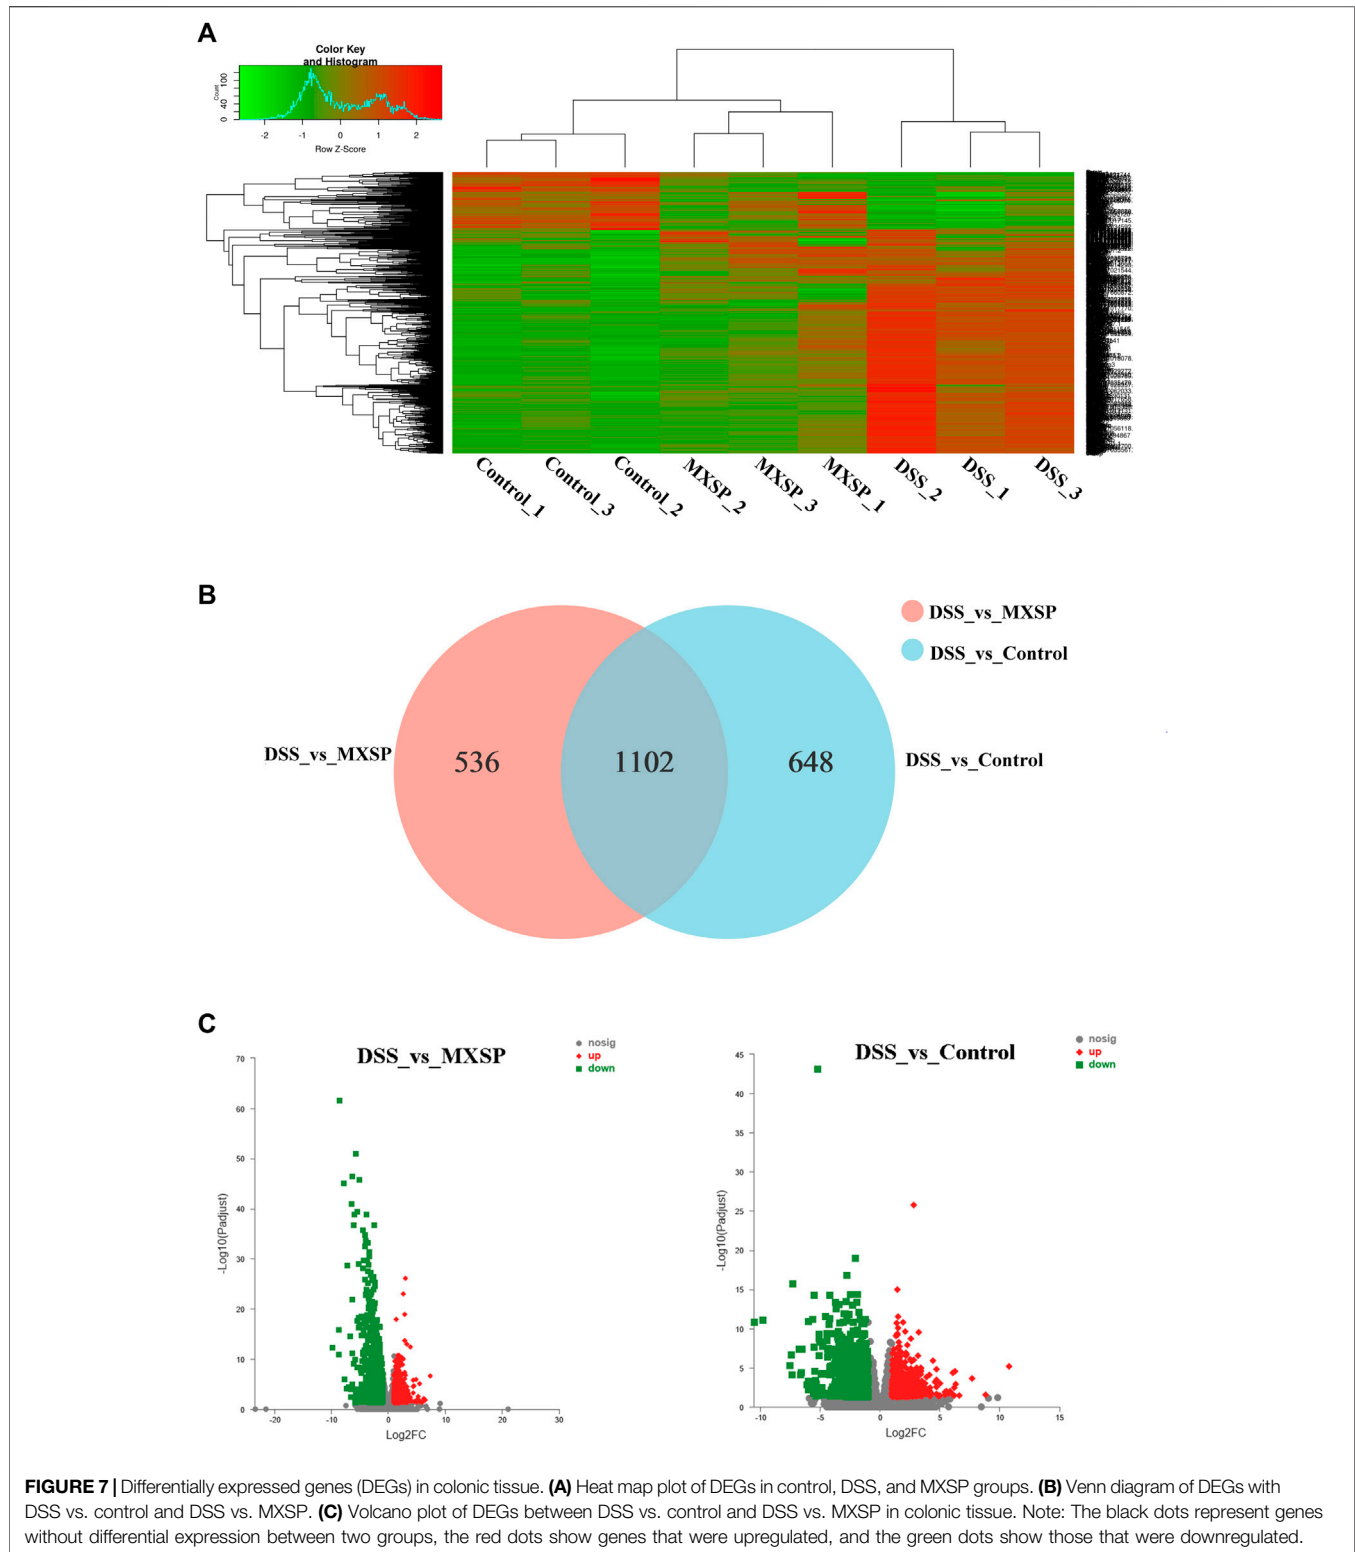 A
Color Key
and Histogram
Count
0 40 100
-2 -1 0 1 2
Row Z-Score
Control_1
Control_3
Control_2
MXSP_2
MXSP_3
MXSP_1
DSS_2
DSS_1
DSS_3
B
DSS_vs_MXSP
DSS_vs_Control
DSS_vs_MXSP
536
1102
648
DSS_vs_Control
C
DSS_vs_MXSP
nosig
up
down
70
60
50
40
30
20
10
0
-Log10(Padjust)
-20 -10 0 10 20 30
Log2FC
DSS_vs_Control
nosig
up
down
45
40
35
30
25
20
15
10
5
0
-Log10(Padjust)
-10 -5 0 5 10 15
Log2FC
FIGURE 7 | Differentially expressed genes (DEGs) in colonic tissue. (A) Heat map plot of DEGs in control, DSS, and MXSP groups. (B) Venn diagram of DEGs with
DSS vs. control and DSS vs. MXSP. (C) Volcano plot of DEGs between DSS vs. control and DSS vs. MXSP in colonic tissue. Note: The black dots represent genes
without differential expression between two groups, the red dots show genes that were upregulated, and the green dots show those that were downregulated.